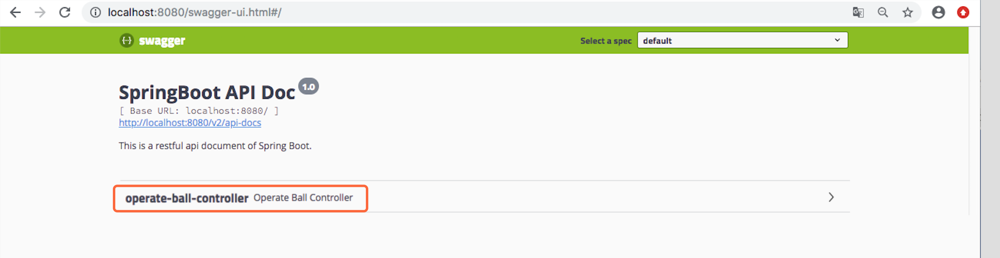 localhost:8080/swagger-ui.html#/
{···} swagger
Select a spec
default
SpringBoot API Doc 1.0
[ Base URL: localhost:8080/ ]
http://localhost:8080/v2/api-docs
This is a restful api document of Spring Boot.
operate-ball-controller Operate Ball Controller